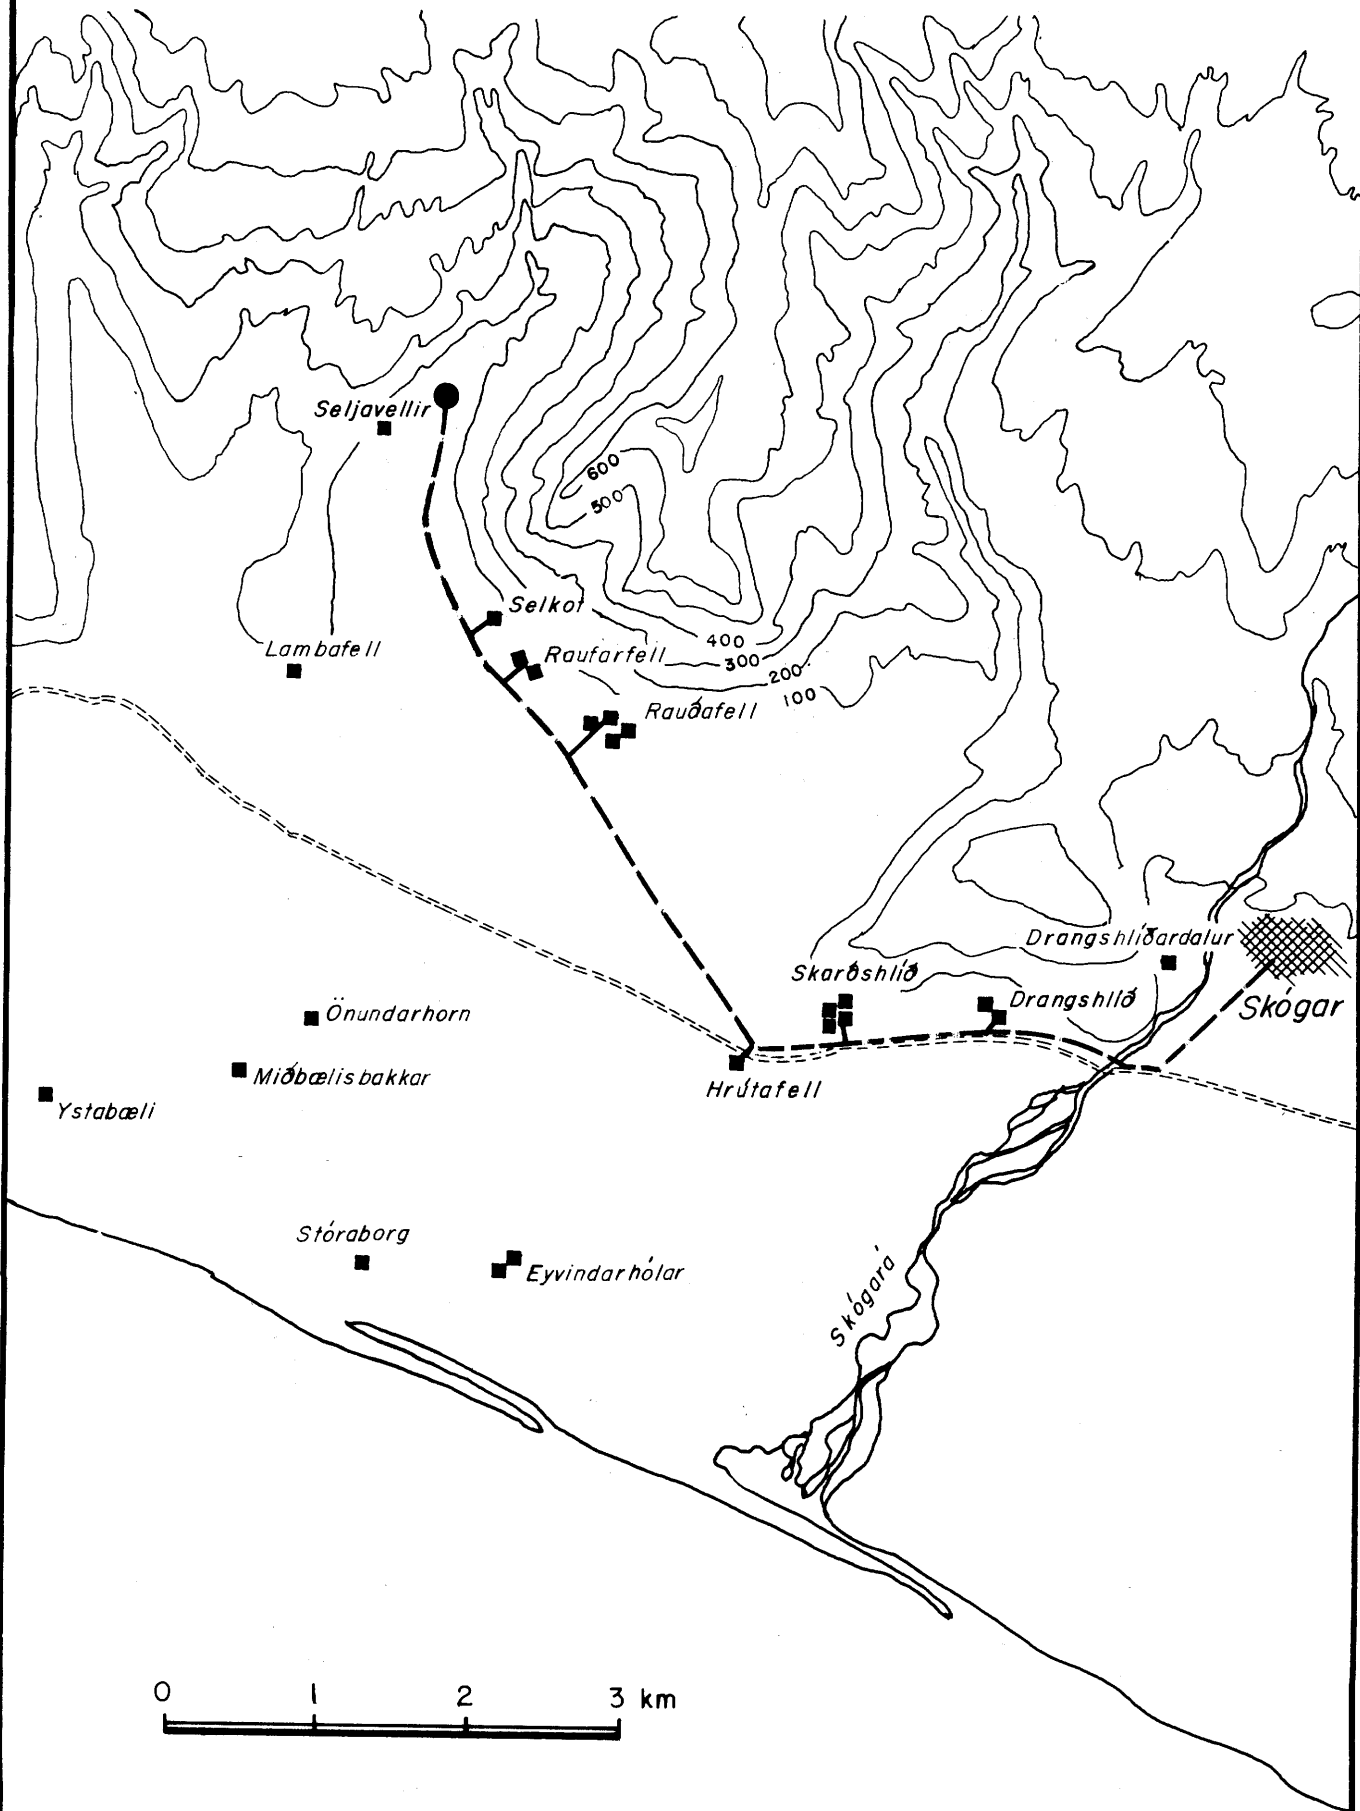 Seljavellir
600
500
Selkot
400
Lambafell
Raufarfell
300
200
100
Rauðafell
Drangshlíðardalur
Skarðshlíð
Drangshlíð
Skógar
Önundarhorn
Miðbælisbakkar
Hrútafell
Ystabæli
Stóraborg
Eyvindarhólar
Skógará
0 1 2 3 km